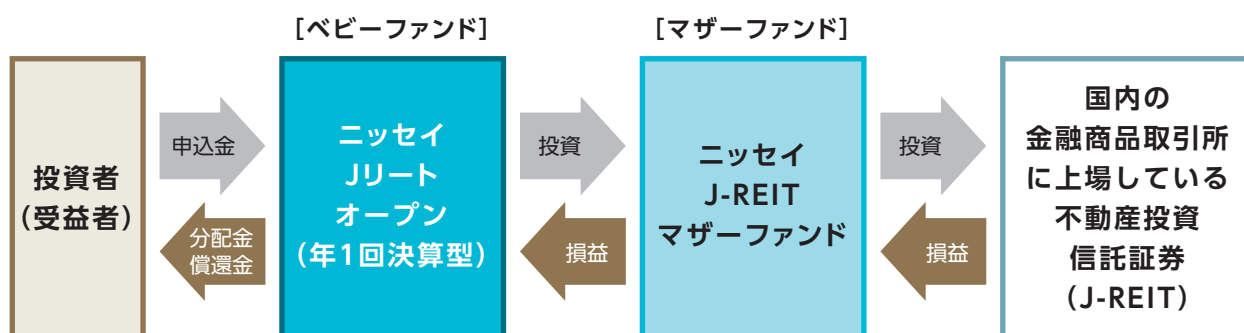 ［ベビーファンド］
［マザーファンド］
投資者
（受益者）
申込金
分配金
償還金
ニッセイ
Jリート
オープン
（年1回決算型）
投資
損益
ニッセイ
J-REIT
マザーファンド
投資
損益
国内の
金融商品取引所
に上場している
不動産投資
信託証券
（J-REIT）